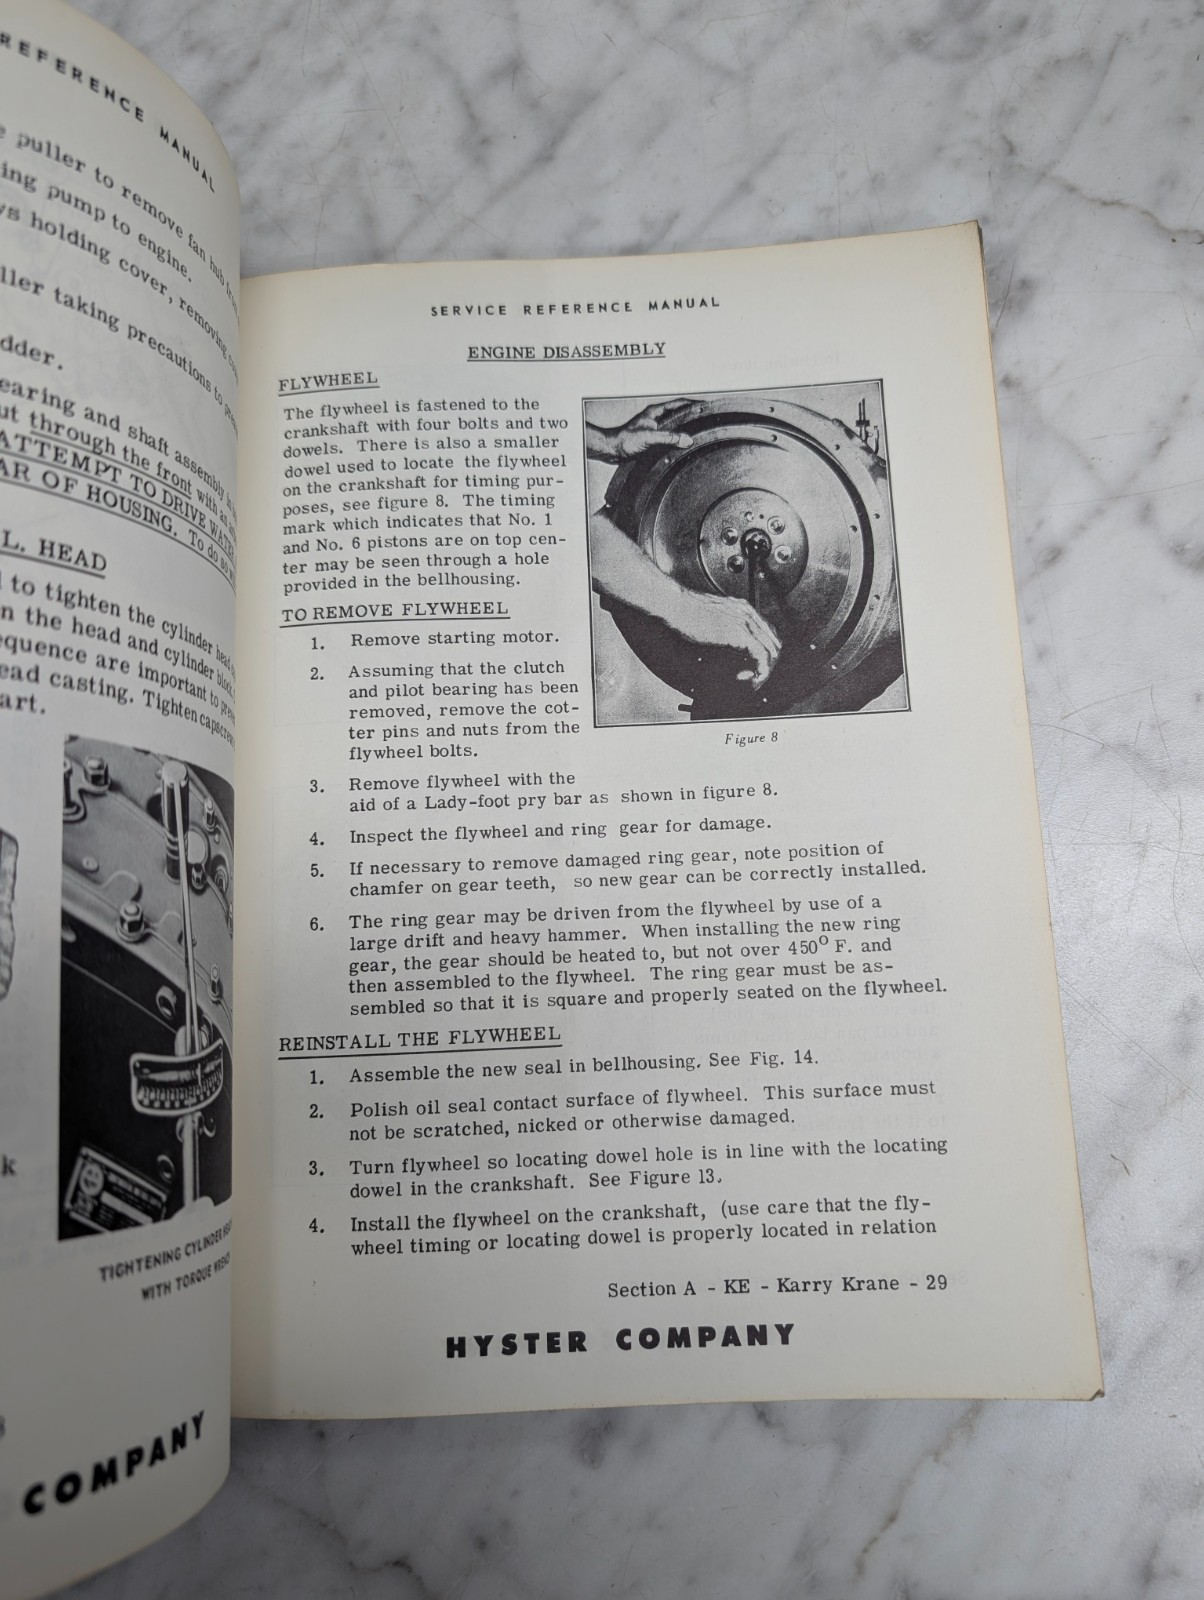 REFERENCE MANUAL
puller to remove fan hub
ing pump to engine.
holding cover, removing
ller taking precautions to
dder.
earing and shaft assembly
ut through the front with an
ATTEMPT TO DRIVE WATER
AR OF HOUSING. To do so
L. HEAD
to tighten the cylinder head
n the head and cylinder block
equence are important to
ead casting. Tighten capscrews
art.
k
TIGHTENING CYLINDER HEAD
WITH TORQUE WRENCH
COMPANY
SERVICE REFERENCE MANUAL
ENGINE DISASSEMBLY
FLYWHEEL
The flywheel is fastened to the
crankshaft with four bolts and two
dowels. There is also a smaller
dowel used to locate the flywheel
on the crankshaft for timing pur-
poses, see figure 8. The timing
mark which indicates that No. 1
and No. 6 pistons are on top cen-
ter may be seen through a hole
provided in the bellhousing.
TO REMOVE FLYWHEEL
1. Remove starting motor.
2. Assuming that the clutch
and pilot bearing has been
removed, remove the cot-
ter pins and nuts from the
flywheel bolts.
Figure 8
3. Remove flywheel with the
aid of a Lady-foot pry bar as shown in figure 8.
4. Inspect the flywheel and ring gear for damage.
5. If necessary to remove damaged ring gear, note position of
chamfer on gear teeth, so new gear can be correctly installed.
6. The ring gear may be driven from the flywheel by use of a
large drift and heavy hammer. When installing the new ring
gear, the gear should be heated to, but not over 450° F. and
then assembled to the flywheel. The ring gear must be as-
sembled so that it is square and properly seated on the flywheel.
REINSTALL THE FLYWHEEL
1. Assemble the new seal in bellhousing. See Fig. 14.
2. Polish oil seal contact surface of flywheel. This surface must
not be scratched, nicked or otherwise damaged.
3. Turn flywheel so locating dowel hole is in line with the locating
dowel in the crankshaft. See Figure 13.
4. Install the flywheel on the crankshaft, (use care that the fly-
wheel timing or locating dowel is properly located in relation
Section A - KE - Karry Krane - 29
HYSTER COMPANY